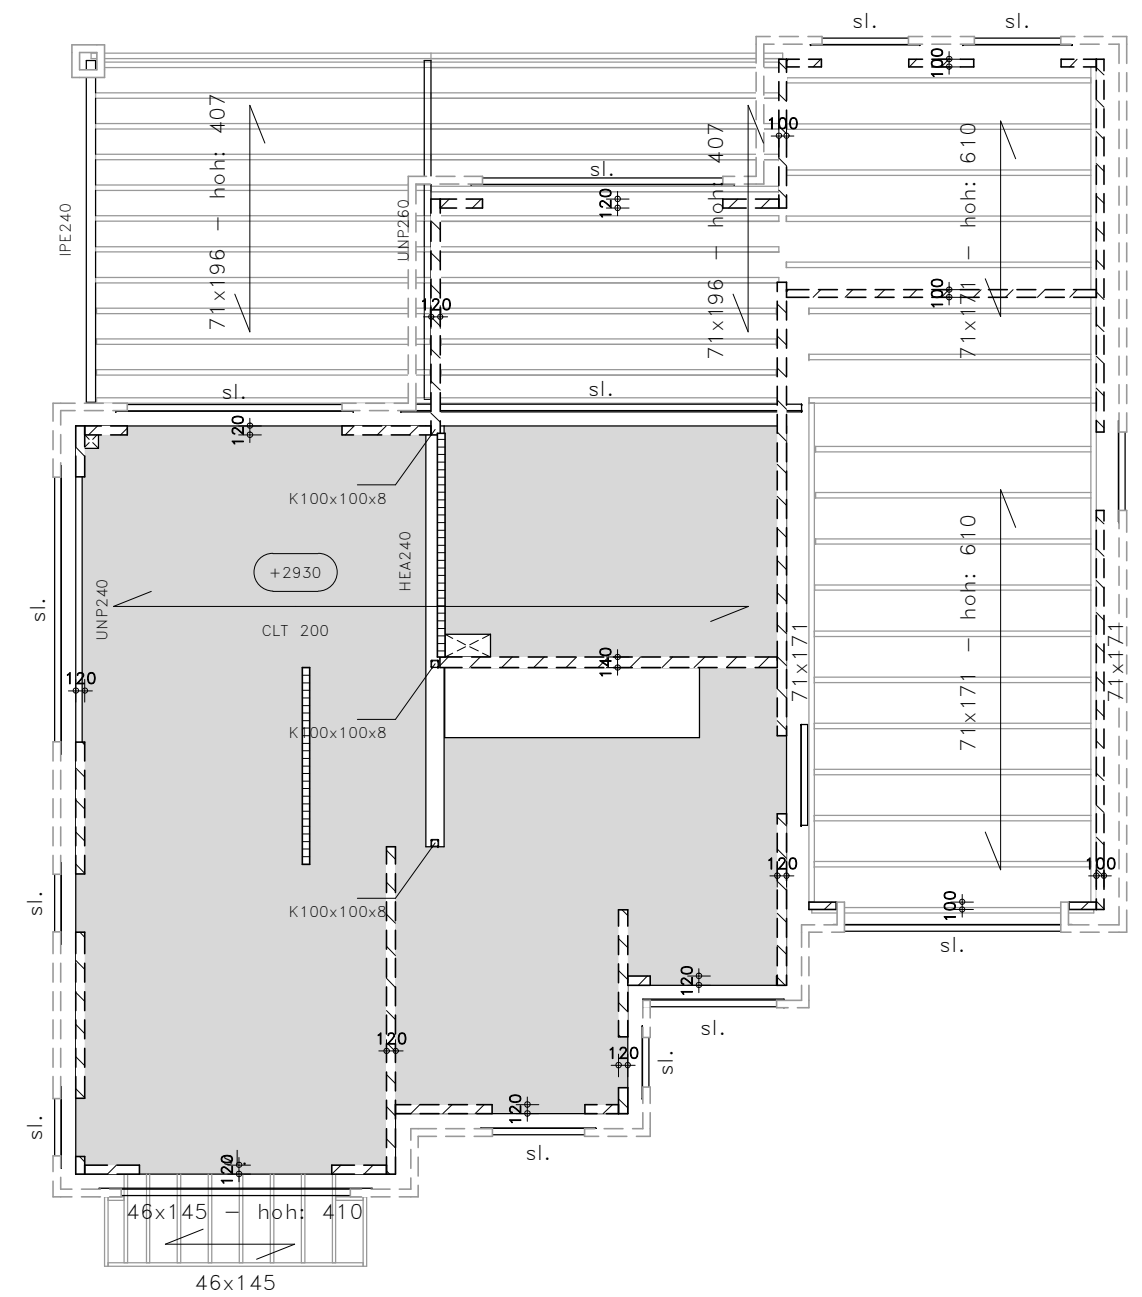 sl.
sl.
100
71x196 – hoh: 407
71x196 – hoh: 407
100
71x171 – hoh: 610
sl.
120
IPE240
UNP260
120
100
sl.
sl.
120
K100x100x8
HEA240
+2930
UNP240
CLT 200
sl.
71x171 – hoh: 610
71x171
71x171
140
120
K100x100x8
120
100
sl.
K100x100x8
100
sl.
120
sl.
120
120
sl.
120
sl.
120
sl.
120
46x145 – hoh: 410
46x145